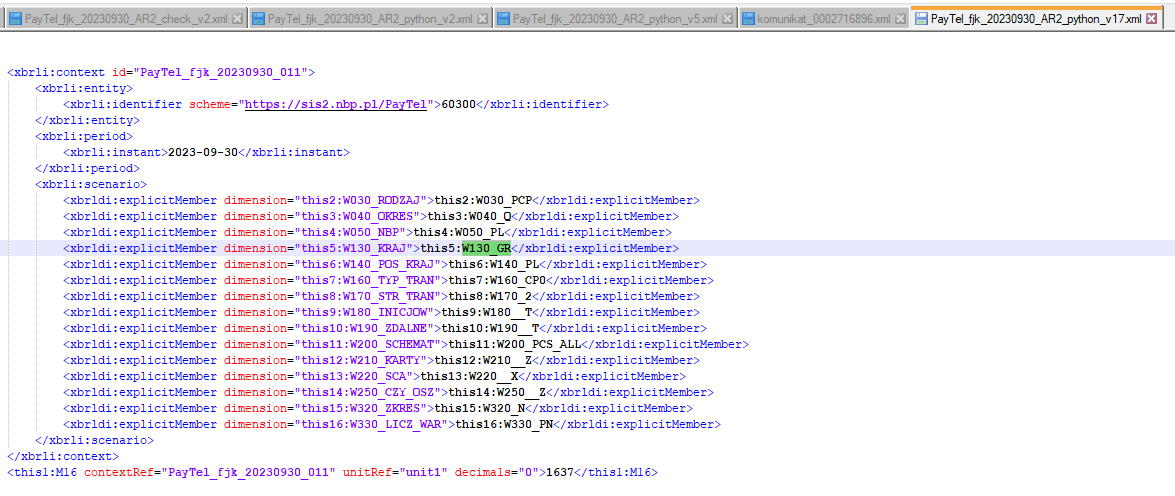 PayTel_fjk_20230930_AR2_check_v2.xml PayTel_fjk_20230930_AR2_python_v2.xml PayTel_fjk_20230930_AR2_python_v5.xml komunikat_0002716896.xml PayTel_fjk_20230930_AR2_python_v17.xml
<xbrli:context id="PayTel_fjk_20230930_011">
<xbrli:entity>
<xbrli:identifier scheme="https://sis2.nbp.pl/PayTel">60300</xbrli:identifier>
</xbrli:entity>
<xbrli:period>
<xbrli:instant>2023-09-30</xbrli:instant>
</xbrli:period>
<xbrli:scenario>
<xbrldi:explicitMember dimension="this2:W030_RODZAJ">this2:W030_PCP</xbrldi:explicitMember>
<xbrldi:explicitMember dimension="this3:W040_OKRES">this3:W040_Q</xbrldi:explicitMember>
<xbrldi:explicitMember dimension="this4:W050_NBP">this4:W050_PL</xbrldi:explicitMember>
<xbrldi:explicitMember dimension="this5:W130_KRAJ">this5:W130_GR</xbrldi:explicitMember>
<xbrldi:explicitMember dimension="this6:W140_POS_KRAJ">this6:W140_PL</xbrldi:explicitMember>
<xbrldi:explicitMember dimension="this7:W160_TYP_TRAN">this7:W160_CP0</xbrldi:explicitMember>
<xbrldi:explicitMember dimension="this8:W170_STR_TRAN">this8:W170_2</xbrldi:explicitMember>
<xbrldi:explicitMember dimension="this9:W180_INICJOW">this9:W180__T</xbrldi:explicitMember>
<xbrldi:explicitMember dimension="this10:W190_ZDALNE">this10:W190__T</xbrldi:explicitMember>
<xbrldi:explicitMember dimension="this11:W200_SCHEMAT">this11:W200_PCS_ALL</xbrldi:explicitMember>
<xbrldi:explicitMember dimension="this12:W210_KARTY">this12:W210__Z</xbrldi:explicitMember>
<xbrldi:explicitMember dimension="this13:W220_SCA">this13:W220__X</xbrldi:explicitMember>
<xbrldi:explicitMember dimension="this14:W250_CZY_OSZ">this14:W250__Z</xbrldi:explicitMember>
<xbrldi:explicitMember dimension="this15:W320_ZKRES">this15:W320_N</xbrldi:explicitMember>
<xbrldi:explicitMember dimension="this16:W330_LICZ_WAR">this16:W330_PN</xbrldi:explicitMember>
</xbrli:scenario>
</xbrli:context>
<this1:M16 contextRef="PayTel_fjk_20230930_011" unitRef="unit1" decimals="0">1637</this1:M16>